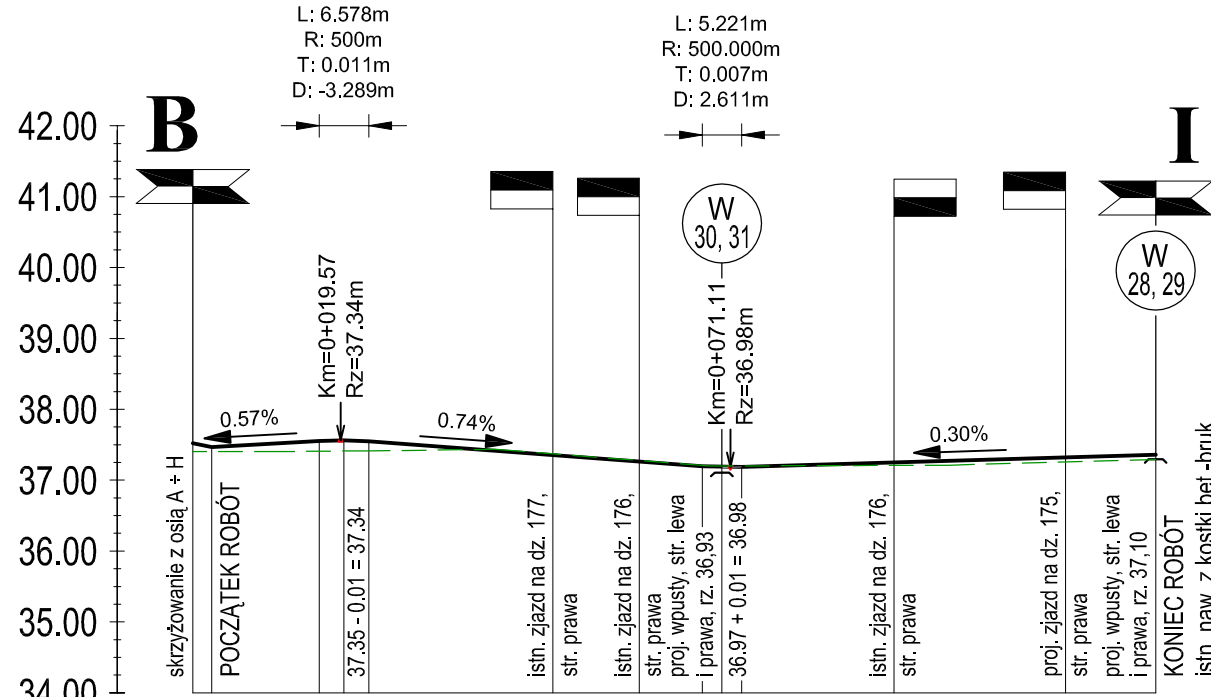 L: 6.578m
R: 500m
T: 0.011m
D: -3.289m
L: 5.221m
R: 500.000m
T: 0.007m
D: 2.611m
B
I
42.00
41.00
40.00
39.00
38.00
37.00
36.00
35.00
34.00
W
30, 31
W
28, 29
Km=0+019.57
Rz=37.34m
Km=0+071.11
Rz=36.98m
0.57%
0.74%
0.30%
skrzyżowanie z osią A ÷ H
POCZĄTEK ROBÓT
37.35 - 0.01 = 37.34
istn. zjazd na dz. 177,
str. prawa
istn. zjazd na dz. 176,
str. prawa
proj. wpusty, str. lewa
i prawa, rz. 36,93
36.97 + 0.01 = 36.98
istn. zjazd na dz. 176,
str. prawa
proj. zjazd na dz. 175,
str. prawa
proj. wpusty, str. lewa
i prawa, rz. 37,10
KONIEC ROBÓT
istn. naw. z kostki bet.-bruk